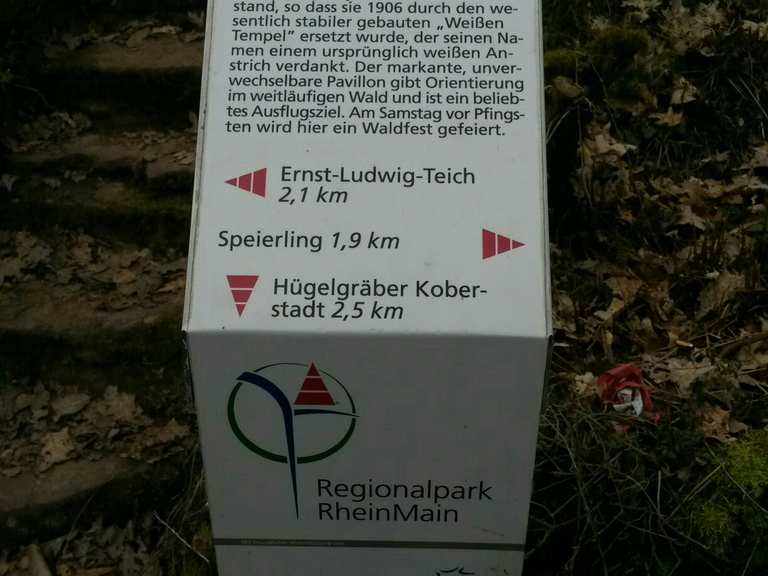 stand, so dass sie 1906 durch den we-
sentlich stabiler gebauten „Weißen
Tempel" ersetzt wurde, der seinen Na-
men einem ursprünglich weißen An-
strich verdankt. Der markante, unver-
wechselbare Pavillon gibt Orientierung
im weitläufigen Wald und ist ein belieb-
tes Ausflugsziel. Am Samstag vor Pfings-
ten wird hier ein Waldfest gefeiert.
Ernst-Ludwig-Teich
2,1 km
Speierling 1,9 km
Hügelgräber Kober-
stadt 2,5 km
Regionalpark
RheinMain